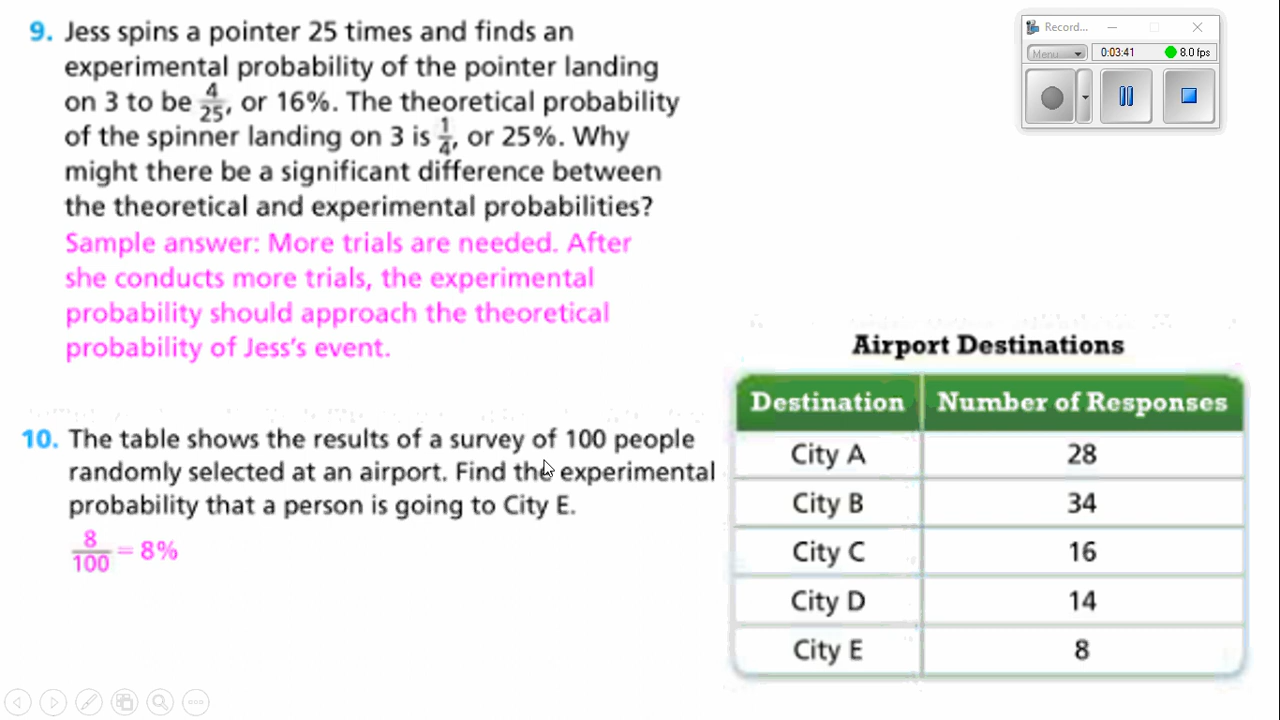 9. Jess spins a pointer 25 times and finds an
experimental probability of the pointer landing
on 3 to be 4/25, or 16%. The theoretical probability
of the spinner landing on 3 is 1/4, or 25%. Why
might there be a significant difference between
the theoretical and experimental probabilities?
Sample answer: More trials are needed. After
she conducts more trials, the experimental
probability should approach the theoretical
probability of Jess's event.
10. The table shows the results of a survey of 100 people
randomly selected at an airport. Find the experimental
probability that a person is going to City E.
8/100 = 8%
Airport Destinations
Destination Number of Responses
City A 28
City B 34
City C 16
City D 14
City E 8
Record...
Menu 0:03:41 8.0 fps